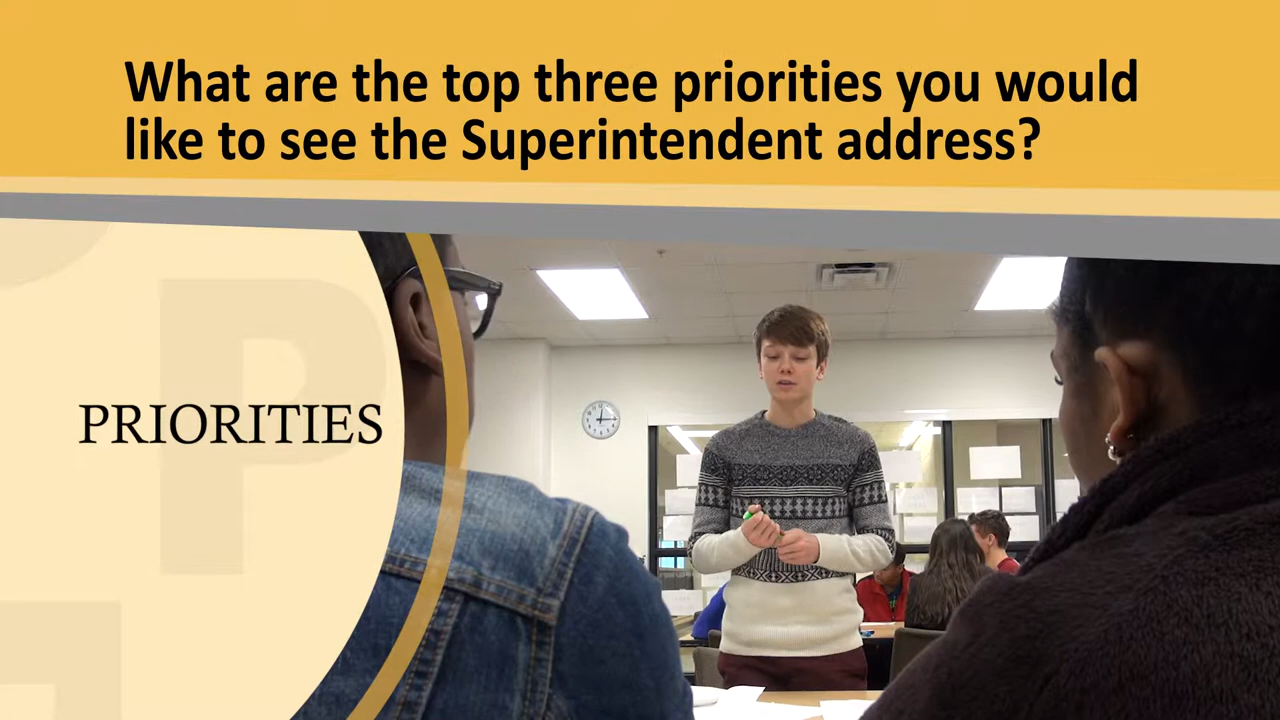 What are the top three priorities you would
like to see the Superintendent address?
PRIORITIES
P